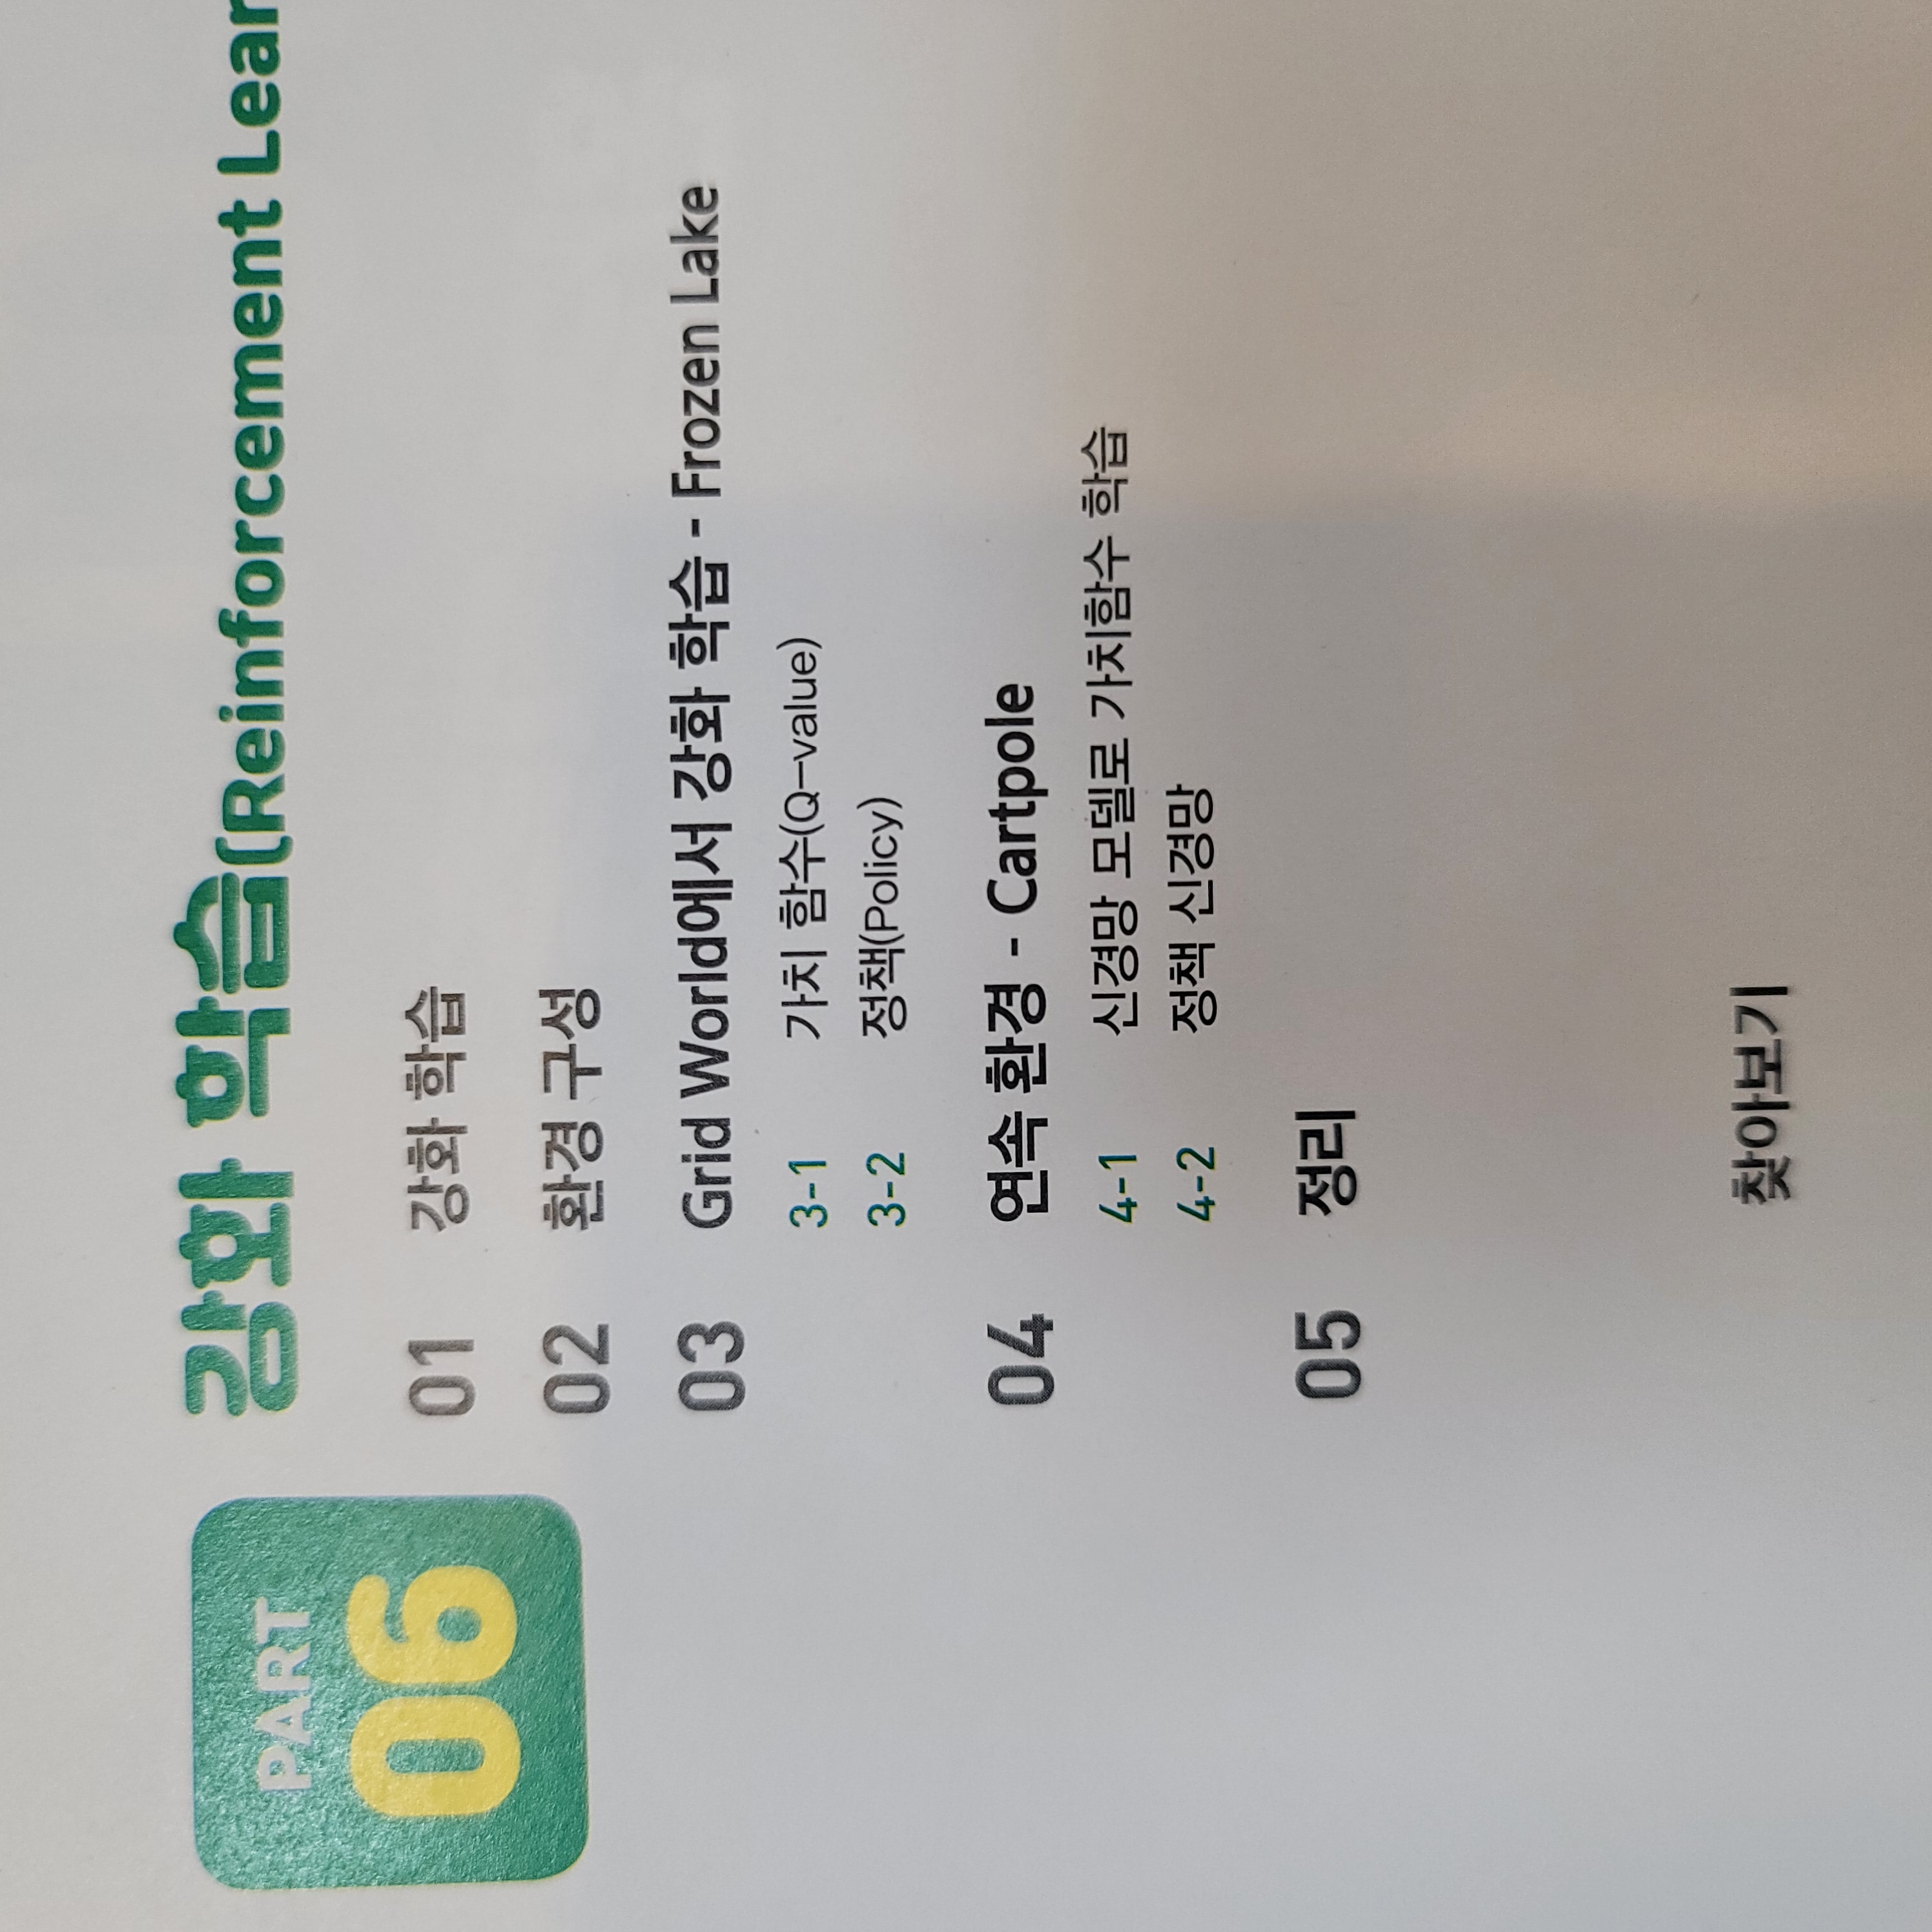 PART
06
강화 학습(Reinforcement Lear
01 강화 학습
02 환경 구성
03 Grid World에서 강화 학습 - Frozen Lake
3-1 가치 함수(Q-value)
3-2 정책(Policy)
04 연속 환경 - Cartpole
4-1 신경망 모델로 가치함수 학습
4-2 정책 신경망
05 정리
찾아보기